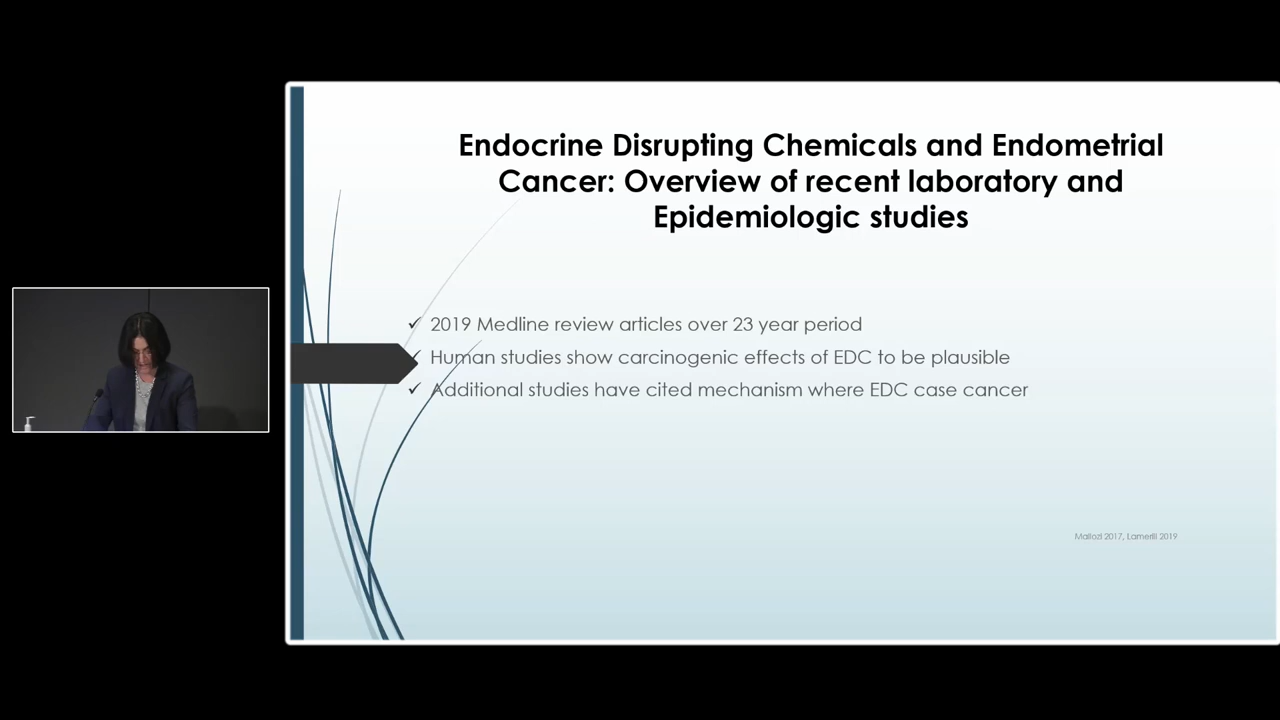 Endocrine Disrupting Chemicals and Endometrial
Cancer: Overview of recent laboratory and
Epidemiologic studies
✓ 2019 Medline review articles over 23 year period
✓ Human studies show carcinogenic effects of EDC to be plausible
✓ Additional studies have cited mechanism where EDC case cancer
Mallozi 2017, Lamerill 2019